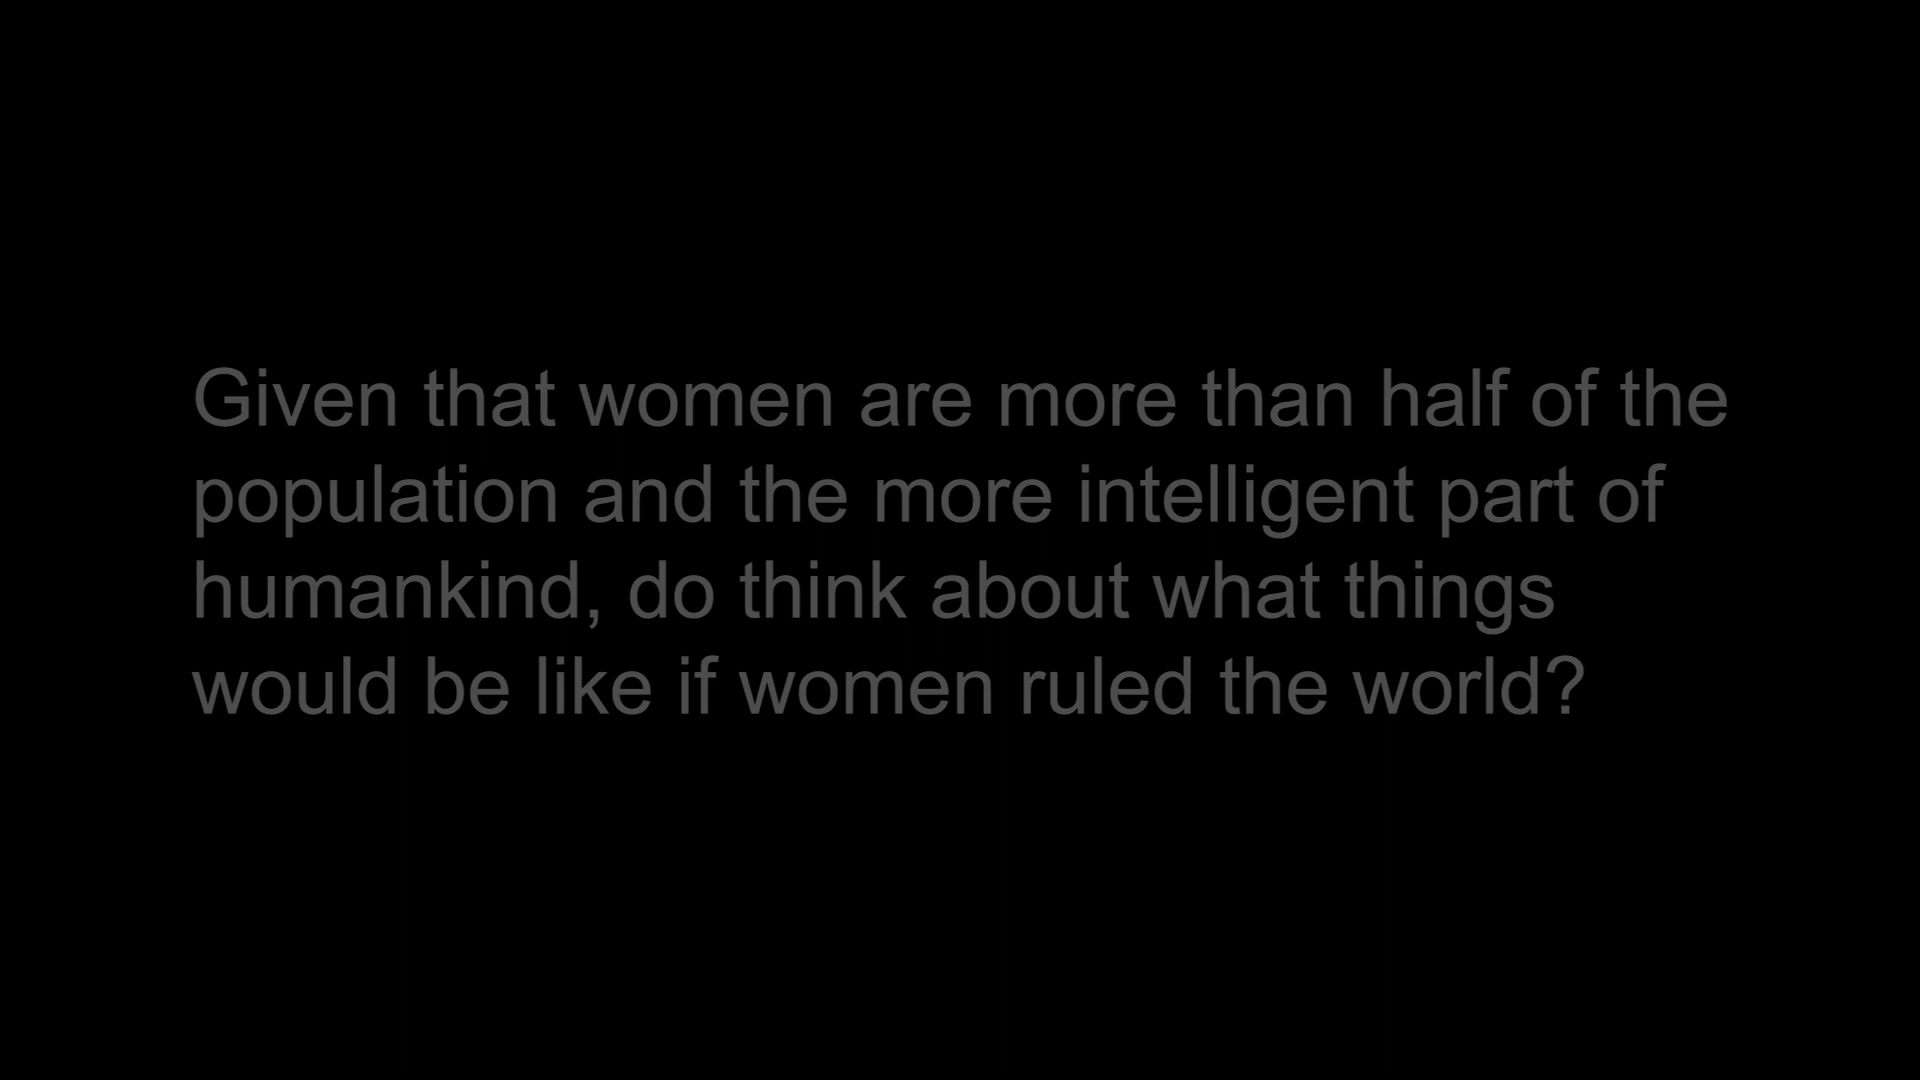 Given that women are more than half of the
population and the more intelligent part of
humankind, do think about what things
would be like if women ruled the world?